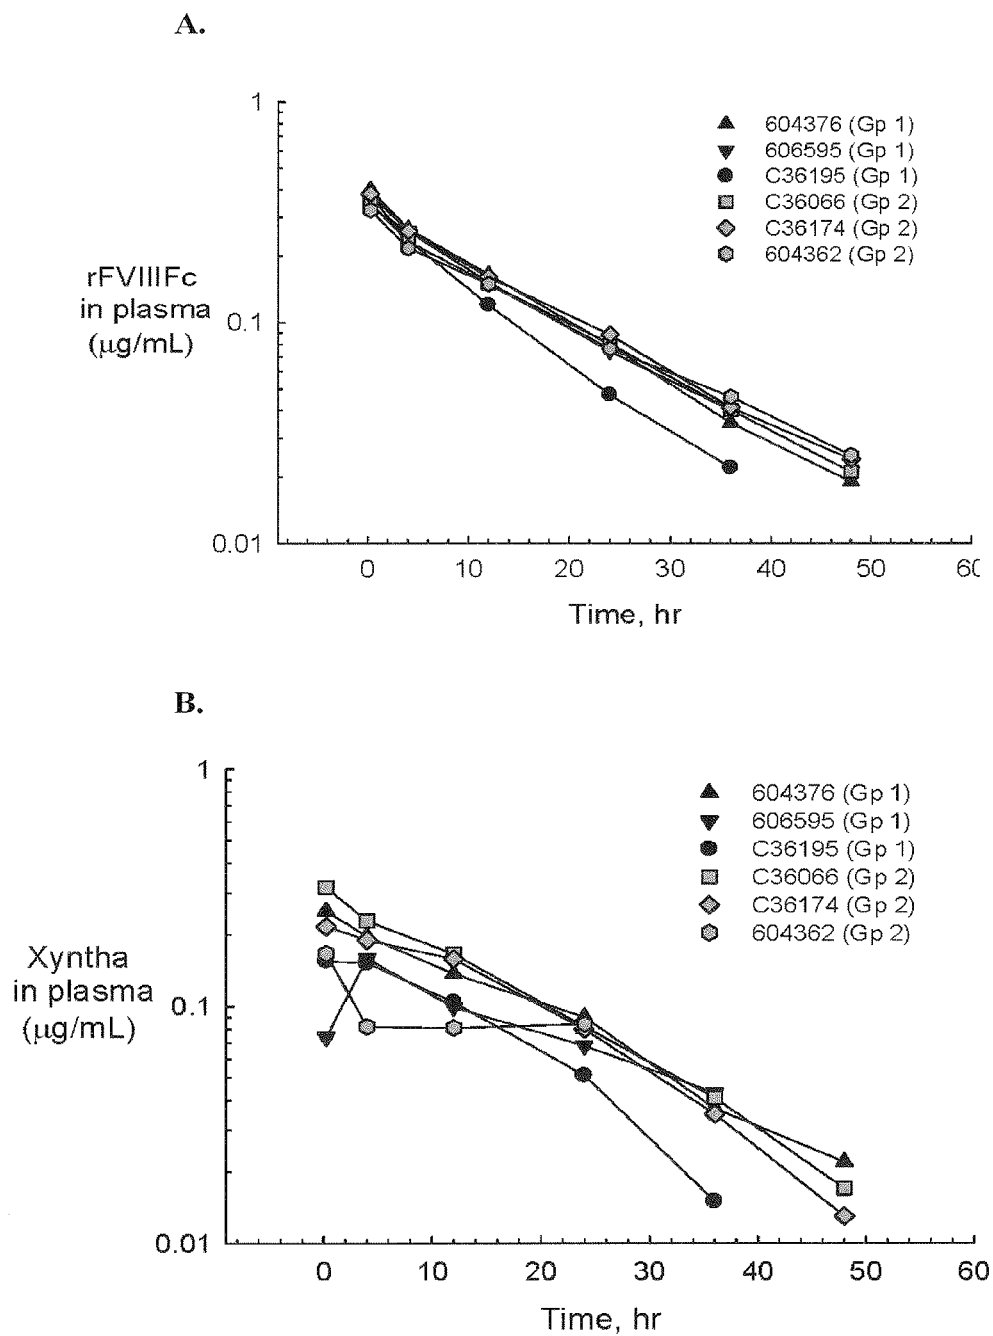 A.
1
604376 (Gp 1)
606595 (Gp 1)
C36195 (Gp 1)
C36066 (Gp 2)
C36174 (Gp 2)
604362 (Gp 2)
rFVIIIFc
in plasma
(µg/mL)
0.1
0.01
0 10 20 30 40 50 60
Time, hr
B.
1
604376 (Gp 1)
606595 (Gp 1)
C36195 (Gp 1)
C36066 (Gp 2)
C36174 (Gp 2)
604362 (Gp 2)
Xyntha
in plasma
(µg/mL)
0.1
0.01
0 10 20 30 40 50 60
Time, hr